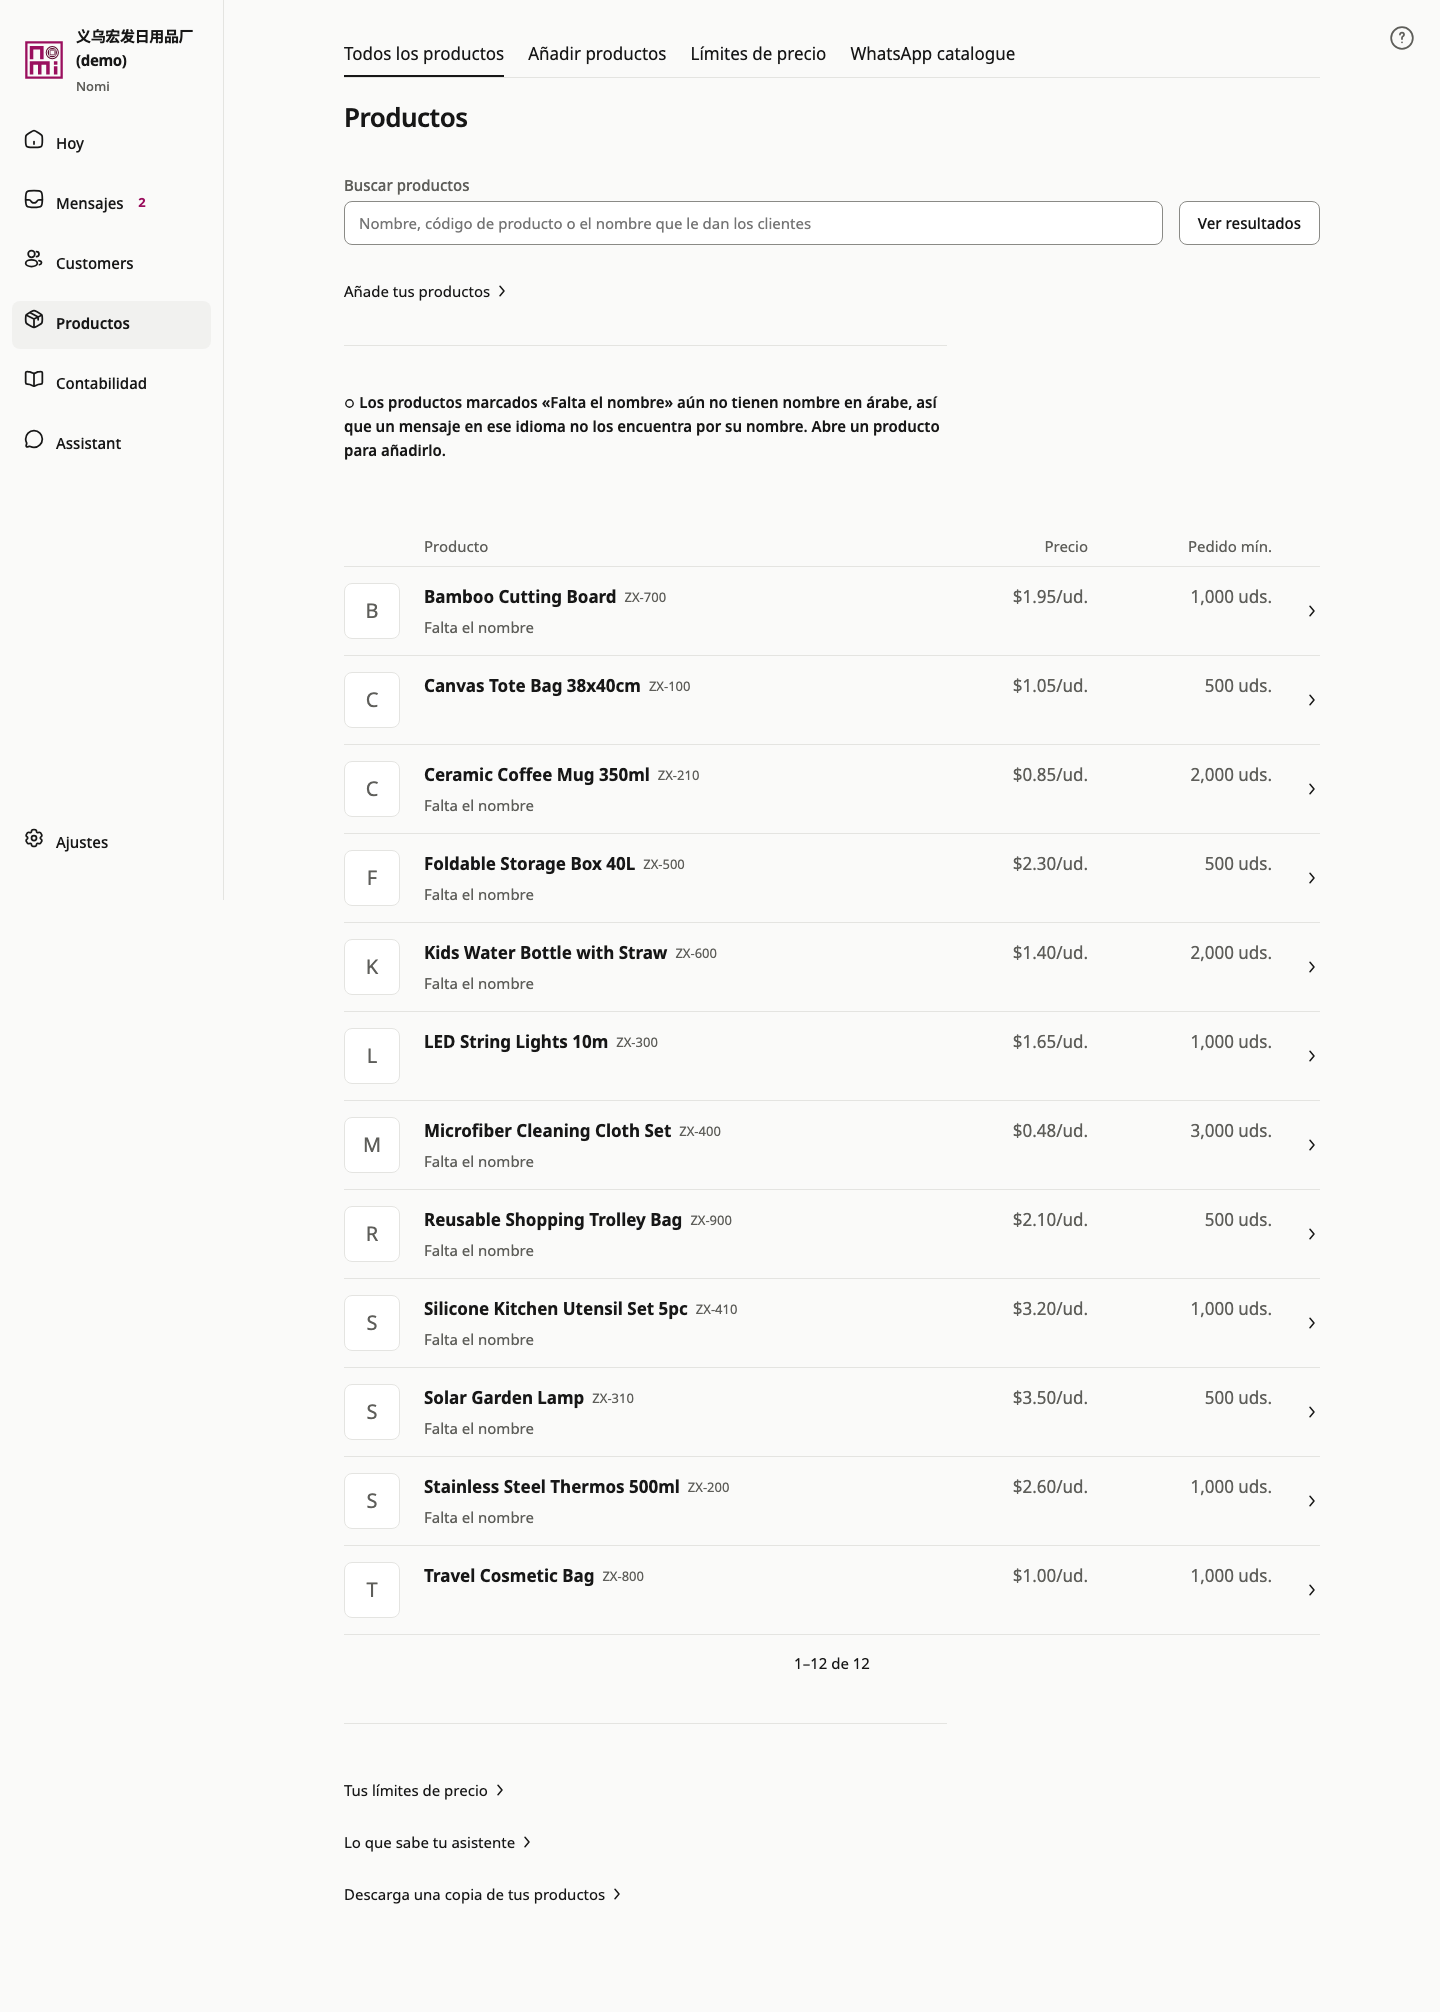 义乌宏发日用品厂
(demo)
Nomi
Hoy
Mensajes 2
Customers
Productos
Contabilidad
Assistant
Ajustes
Todos los productos
Añadir productos
Límites de precio
WhatsApp catalogue
Productos
Buscar productos
Nombre, código de producto o el nombre que le dan los clientes
Ver resultados
Añade tus productos
Los productos marcados «Falta el nombre» aún no tienen nombre en árabe, así
que un mensaje en ese idioma no los encuentra por su nombre. Abre un producto
para añadirlo.
Producto Precio Pedido mín.
B Bamboo Cutting Board ZX-700 $1.95/ud. 1,000 uds.
Falta el nombre
C Canvas Tote Bag 38x40cm ZX-100 $1.05/ud. 500 uds.
C Ceramic Coffee Mug 350ml ZX-210 $0.85/ud. 2,000 uds.
Falta el nombre
F Foldable Storage Box 40L ZX-500 $2.30/ud. 500 uds.
Falta el nombre
K Kids Water Bottle with Straw ZX-600 $1.40/ud. 2,000 uds.
Falta el nombre
L LED String Lights 10m ZX-300 $1.65/ud. 1,000 uds.
M Microfiber Cleaning Cloth Set ZX-400 $0.48/ud. 3,000 uds.
Falta el nombre
R Reusable Shopping Trolley Bag ZX-900 $2.10/ud. 500 uds.
Falta el nombre
S Silicone Kitchen Utensil Set 5pc ZX-410 $3.20/ud. 1,000 uds.
Falta el nombre
S Solar Garden Lamp ZX-310 $3.50/ud. 500 uds.
Falta el nombre
S Stainless Steel Thermos 500ml ZX-200 $2.60/ud. 1,000 uds.
Falta el nombre
T Travel Cosmetic Bag ZX-800 $1.00/ud. 1,000 uds.
1–12 de 12
Tus límites de precio
Lo que sabe tu asistente
Descarga una copia de tus productos